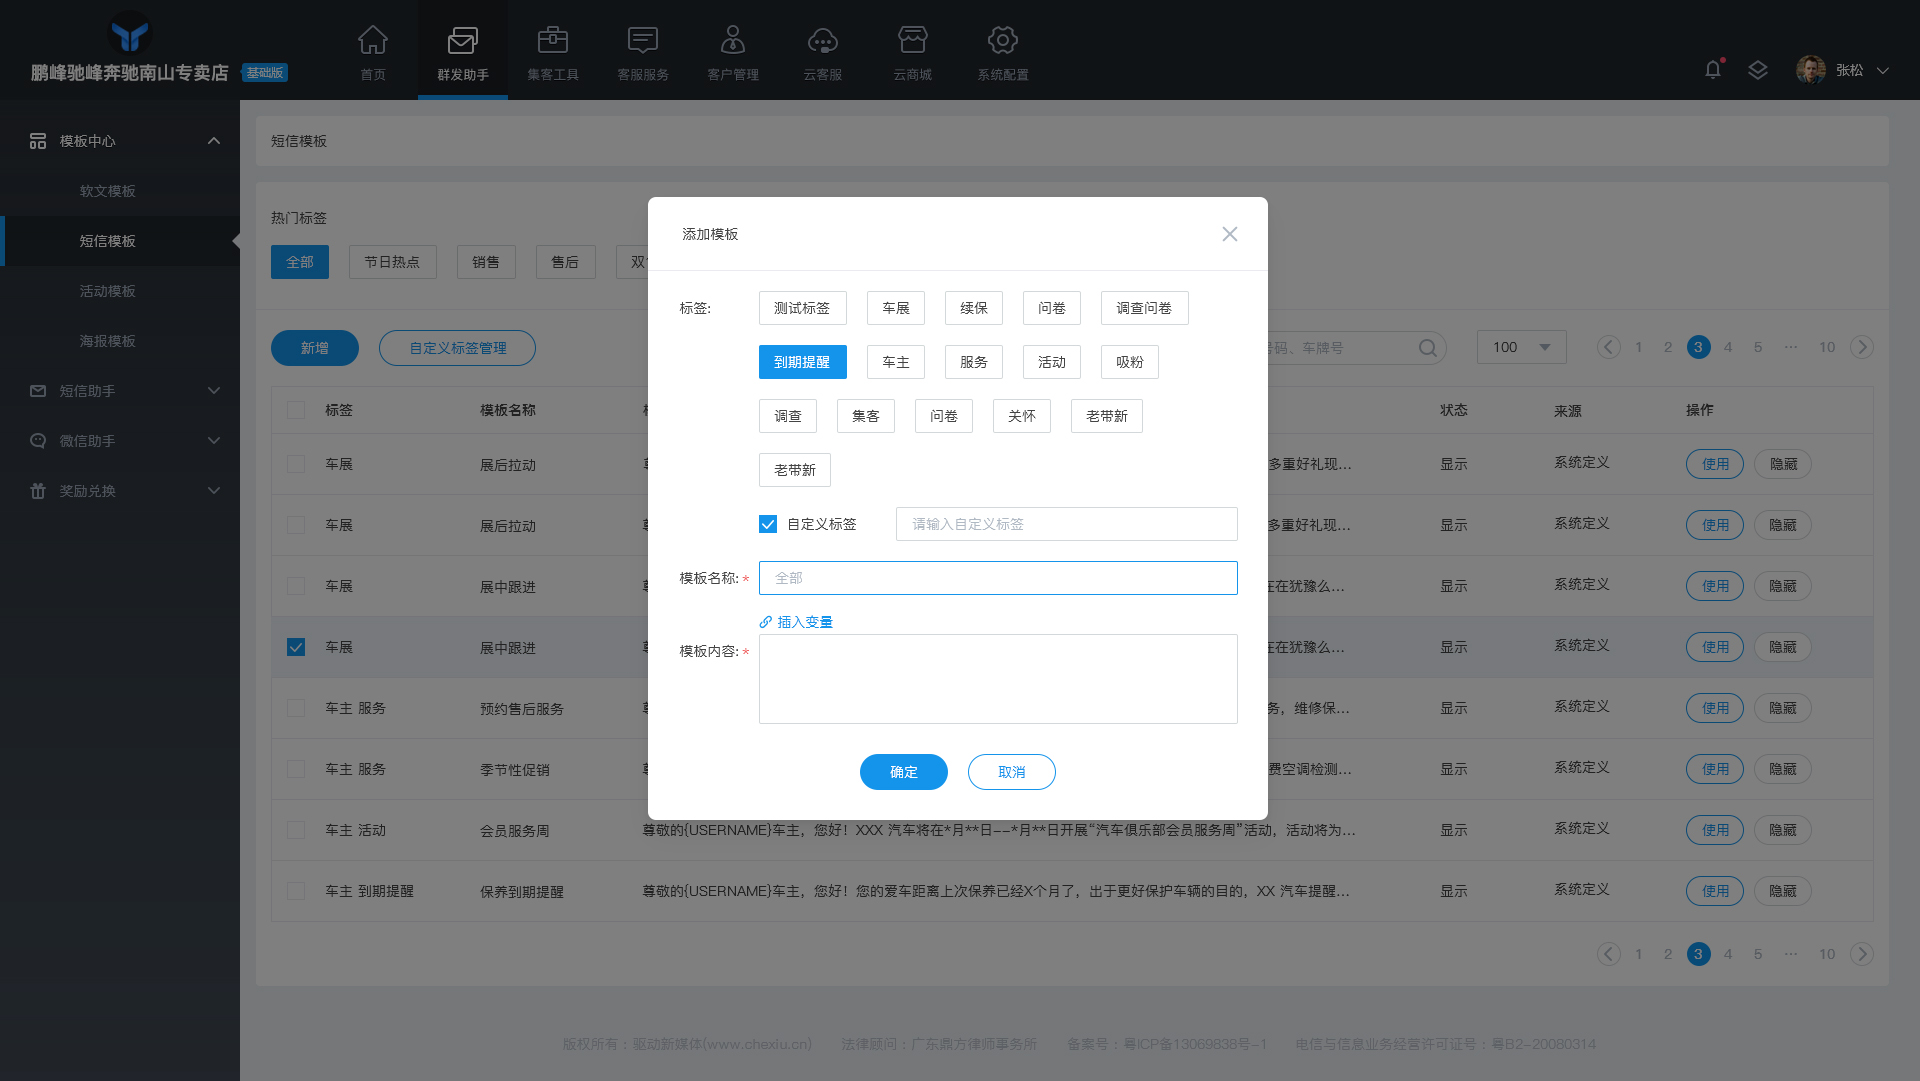 鹏峰驰峰奔驰南山专卖店 基础版
首页 群发助手 集客工具 客服服务 客户管理 云客服 云商城 系统配置
张松
模板中心
软文模板
短信模板
活动模板
海报模板
短信助手
微信助手
奖励兑换
短信模板
热门标签
全部 节日热点 销售 售后
新增 自定义标签管理 码、车牌号 100 1 2 3 4 5 ··· 10
标签 模板名称 状态 来源 操作
车展 展后拉动 多重好礼现... 显示 系统定义 使用 隐藏
车展 展后拉动 多重好礼现... 显示 系统定义 使用 隐藏
车展 展中跟进 在犹豫么... 显示 系统定义 使用 隐藏
车展 展中跟进 在犹豫么... 显示 系统定义 使用 隐藏
车主 服务 预约售后服务 务，维修保... 显示 系统定义 使用 隐藏
车主 服务 季节性促销 费空调检测... 显示 系统定义 使用 隐藏
车主 活动 会员服务周 尊敬的{USERNAME}车主，您好！XXX 汽车将在*月**日--*月**日开展“汽车俱乐部会员服务周”活动，活动将为... 显示 系统定义 使用 隐藏
车主 到期提醒 保养到期提醒 尊敬的{USERNAME}车主，您好！您的爱车距离上次保养已经X个月了，出于更好保护车辆的目的，XX 汽车提醒... 显示 系统定义 使用 隐藏
1 2 3 4 5 ··· 10
添加模板
标签: 测试标签 车展 续保 问卷 调查问卷
到期提醒 车主 服务 活动 吸粉
调查 集客 问卷 关怀 老带新
老带新
自定义标签 请输入自定义标签
模板名称:* 全部
插入变量
模板内容:*
确定 取消
版权所有：驱动新媒体(www.chexiu.cn) 法律顾问：广东鼎方律师事务所 备案号：粤ICP备13069838号-1 电信与信息业务经营许可证号：粤B2-20080314